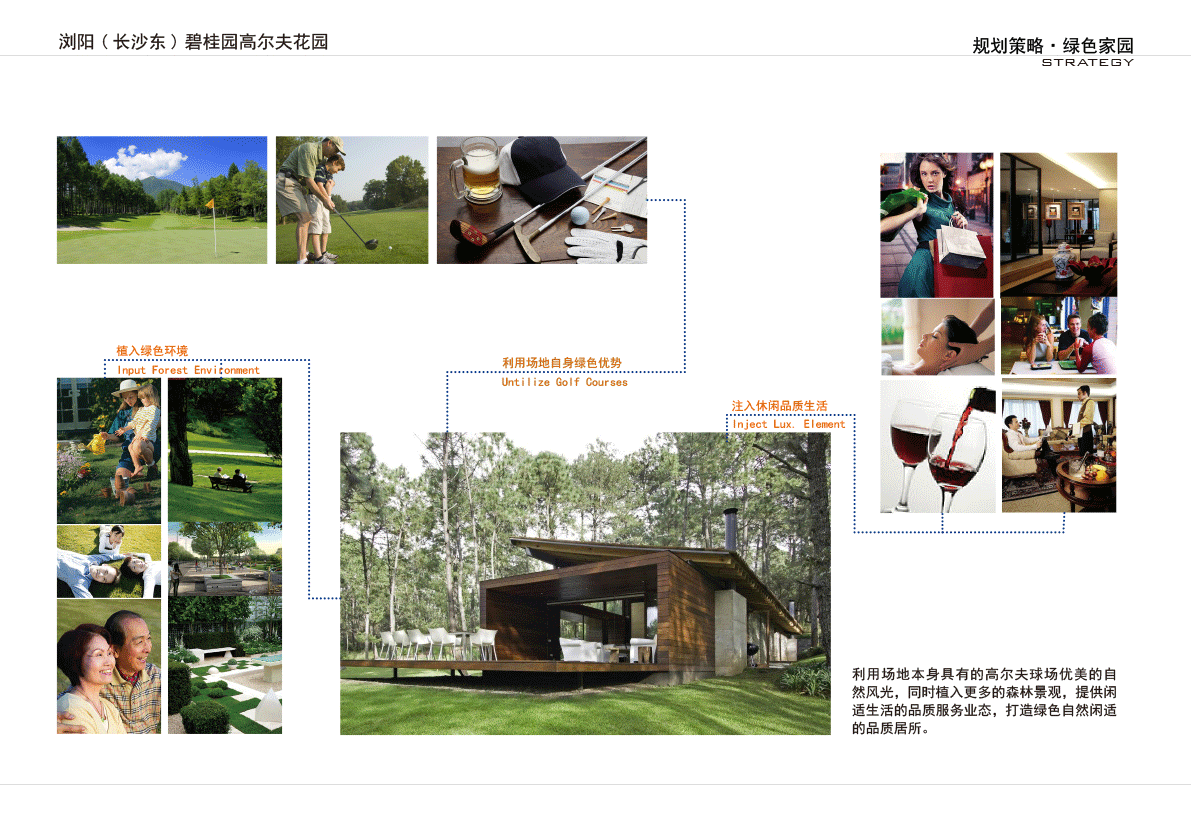 浏阳（长沙东）碧桂园高尔夫花园
规划策略·绿色家园
STRATEGY
植入绿色环境
Input Forest Environment
利用场地自身绿色优势
Untilize Golf Courses
注入休闲品质生活
Inject Lux. Element
利用场地本身具有的高尔夫球场优美的自
然风光，同时植入更多的森林景观，提供闲
适生活的品质服务业态，打造绿色自然闲适
的品质居所。